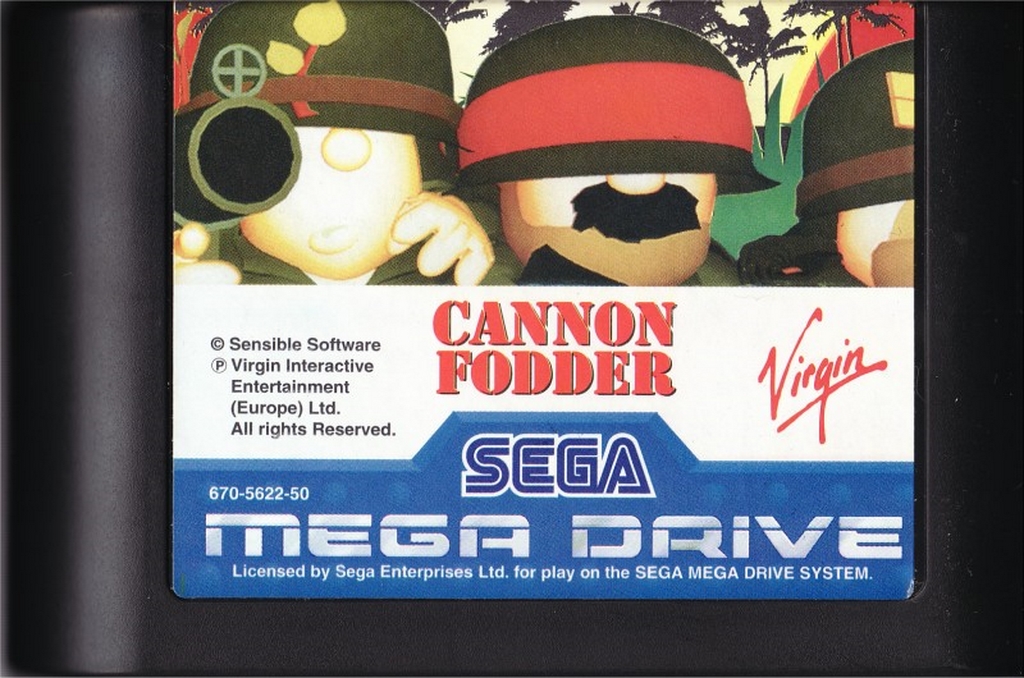 CANNON
FODDER
© Sensible Software
℗ Virgin Interactive
Entertainment
(Europe) Ltd.
All rights Reserved.
Virgin
SEGA
670-5622-50
MEGA DRIVE
Licensed by Sega Enterprises Ltd. for play on the SEGA MEGA DRIVE SYSTEM.